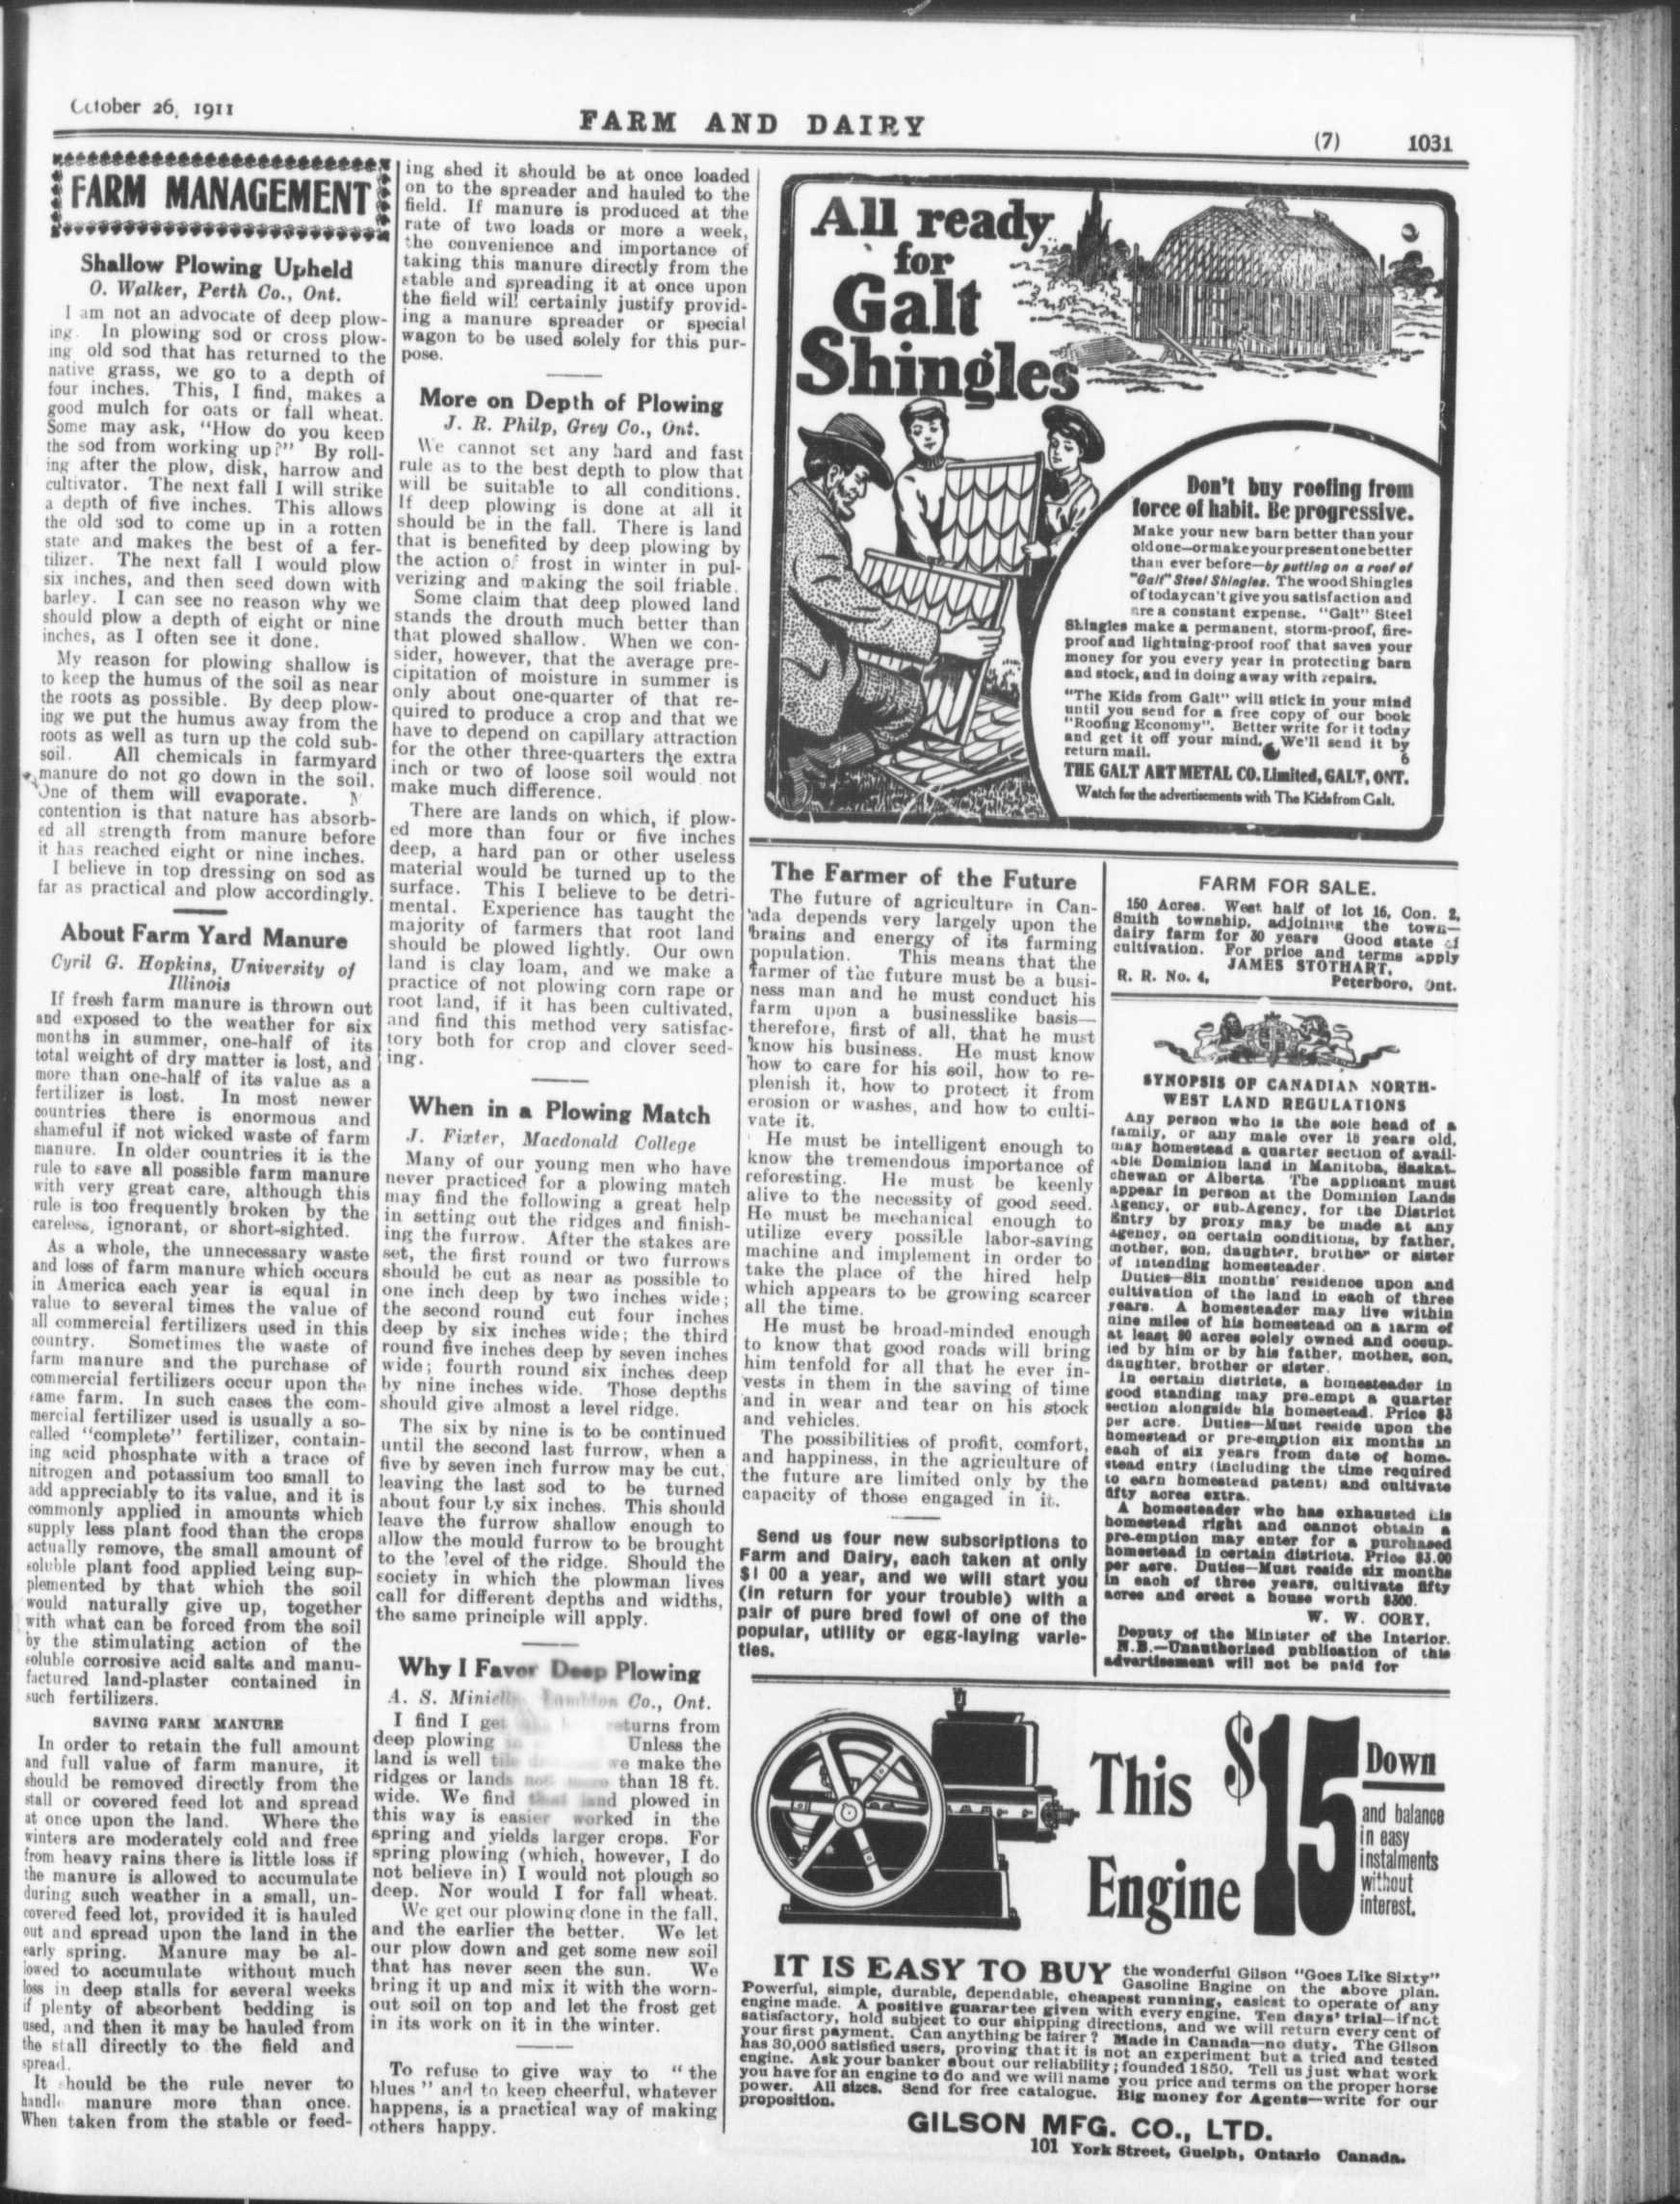 October 26, 1911
FARM AND DAIRY
(7) 1031
FARM MANAGEMENT
Shallow Plowing Upheld
O. Walker, Perth Co., Ont.
I am not an advocate of deep plow-
ing. In plowing sod or cross plow-
ing old sod that has returned to the
native grass, we go to a depth of
four inches. This, I find, makes a
good mulch for oats or fall wheat.
Some may ask, "How do you keep
the sod from working up?" By roll-
ing after the plow, disk, harrow and
cultivator. The next fall I will strike
a depth of five inches. This allows
the old sod to come up in a rotten
state and makes the best of a fer-
tilizer. The next fall I would plow
six inches, and then seed down with
barley. I can see no reason why we
should plow a depth of eight or nine
inches, as I often see it done.
My reason for plowing shallow is
to keep the humus of the soil as near
the roots as possible. By deep plow-
ing we put the humus away from the
roots as well as turn up the cold sub-
soil. All chemicals in farmyard
manure do not go down in the soil.
One of them will evaporate.
contention is that nature has absorb-
ed all strength from manure before
it has reached eight or nine inches.
I believe in top dressing on sod as
far as practical and plow accordingly.
About Farm Yard Manure
Cyril G. Hopkins, University of
Illinois
If fresh farm manure is thrown out
and exposed to the weather for six
months in summer, one-half of its
total weight of dry matter is lost, and
more than one-half of its value as a
fertilizer is lost. In most newer
countries there is enormous and
shameful if not wicked waste of farm
manure. In older countries it is the
rule to save all possible farm manure
with very great care, although this
rule is too frequently broken by the
careless, ignorant, or short-sighted.
As a whole, the unnecessary waste
and loss of farm manure which occurs
in America each year is equal in
value to several times the value of
all commercial fertilizers used in this
country. Sometimes the waste of
farm manure and the purchase of
commercial fertilizers occur upon the
same farm. In such cases the com-
mercial fertilizer used is usually a so-
called "complete" fertilizer, contain-
ing acid phosphate with a trace of
nitrogen and potassium too small to
add appreciably to its value, and it is
commonly applied in amounts which
supply less plant food than the crops
actually remove, the small amount of
soluble plant food applied being sup-
plemented by that which the soil
would naturally give up, together
with what can be forced from the soil
by the stimulating action of the
soluble corrosive acid salts and manu-
factured land-plaster contained in
such fertilizers.
SAVING FARM MANURE
In order to retain the full amount
and full value of farm manure, it
should be removed directly from the
stall or covered feed lot and spread
at once upon the land. Where the
winters are moderately cold and free
from heavy rains there is little loss if
the manure is allowed to accumulate
during such weather in a small, un-
covered feed lot, provided it is hauled
out and spread upon the land in the
early spring. Manure may be al-
lowed to accumulate without much
loss in deep stalls for several weeks
if plenty of absorbent bedding is
used, and then it may be hauled from
the stall directly to the field and
spread.
It should be the rule never to
handle manure more than once.
When taken from the stable or feed-
ing shed it should be at once loaded
on to the spreader and hauled to the
field. If manure is produced at the
rate of two loads or more a week,
the convenience and importance of
taking this manure directly from the
stable and spreading it at once upon
the field will certainly justify provid-
ing a manure spreader or special
wagon to be used solely for this pur-
pose.
More on Depth of Plowing
J. R. Philp, Grey Co., Ont.
We cannot set any hard and fast
rule as to the best depth to plow that
will be suitable to all conditions.
If deep plowing is done at all it
should be in the fall. There is land
that is benefited by deep plowing by
the action of frost in winter in pul-
verizing and making the soil friable.
Some claim that deep plowed land
stands the drouth much better than
that plowed shallow. When we con-
sider, however, that the average pre-
cipitation of moisture in summer is
only about one-quarter of that re-
quired to produce a crop and that we
have to depend on capillary attraction
for the other three-quarters the extra
inch or two of loose soil would not
make much difference.
There are lands on which, if plow-
ed more than four or five inches
deep, a hard pan or other useless
material would be turned up to the
surface. This I believe to be detri-
mental. Experience has taught the
majority of farmers that root land
should be plowed lightly. Our own
land is clay loam, and we make a
practice of not plowing corn rape or
root land, if it has been cultivated,
and find this method very satisfac-
tory both for crop and clover seed-
ing.
When in a Plowing Match
J. Fixter, Macdonald College
Many of our young men who have
never practiced for a plowing match
may find the following a great help
in setting out the ridges and finish-
ing the furrow. After the stakes are
set, the first round or two furrows
should be cut as near as possible to
one inch deep by two inches wide;
the second round cut four inches
deep by six inches wide; the third
round five inches deep by seven inches
wide; fourth round six inches deep
by nine inches wide. Those depths
should give almost a level ridge.
The six by nine is to be continued
until the second last furrow, when a
five by seven inch furrow may be cut,
leaving the last sod to be turned
about four by six inches. This should
leave the furrow shallow enough to
allow the mould furrow to be brought
to the level of the ridge. Should the
society in which the plowman lives
call for different depths and widths,
the same principle will apply.
Why I Favor Deep Plowing
A. S. Lambton Co., Ont.
I find I get returns from
deep plowing Unless the
land is well tile we make the
ridges or lands not more than 18 ft.
wide. We find that land plowed in
this way is easier worked in the
spring and yields larger crops. For
spring plowing (which, however, I do
not believe in) I would not plough so
deep. Nor would I for fall wheat.
We get our plowing done in the fall,
and the earlier the better. We let
our plow down and get some new soil
that has never seen the sun. We
bring it up and mix it with the worn-
out soil on top and let the frost get
in its work on it in the winter.
To refuse to give way to "the
blues" and to keep cheerful, whatever
happens, is a practical way of making
others happy.
All ready
for
Galt
Shingles
Don't buy roofing from
force of habit. Be progressive.
Make your new barn better than your
old one—or make your present one better
than ever before—by putting on a roof of
"Galt" Steel Shingles. The wood Shingles
of today can't give you satisfaction and
are a constant expense. "Galt" Steel
Shingles make a permanent, storm-proof, fire-
proof and lightning-proof roof that saves your
money for you every year in protecting barn
and stock, and in doing away with repairs.
"The Kids from Galt" will stick in your mind
until you send for a free copy of our book
"Roofing Economy". Better write for it today
and get it off your mind. We'll send it by
return mail. 6
THE GALT ART METAL CO. Limited, GALT, ONT.
Watch for the advertisements with The Kids from Galt.
The Farmer of the Future
The future of agriculture in Can-
ada depends very largely upon the
brains and energy of its farming
population. This means that the
farmer of the future must be a busi-
ness man and he must conduct his
farm upon a businesslike basis—
therefore, first of all, that he must
know his business. He must know
how to care for his soil, how to re-
plenish it, how to protect it from
erosion or washes, and how to culti-
vate it.
He must be intelligent enough to
know the tremendous importance of
reforesting. He must be keenly
alive to the necessity of good seed.
He must be mechanical enough to
utilize every possible labor-saving
machine and implement in order to
take the place of the hired help
which appears to be growing scarcer
all the time.
He must be broad-minded enough
to know that good roads will bring
him tenfold for all that he ever in-
vests in them in the saving of time
and in wear and tear on his stock
and vehicles.
The possibilities of profit, comfort,
and happiness, in the agriculture of
the future are limited only by the
capacity of those engaged in it.
Send us four new subscriptions to
Farm and Dairy, each taken at only
$1 00 a year, and we will start you
(in return for your trouble) with a
pair of pure bred fowl of one of the
popular, utility or egg-laying varie-
ties.
FARM FOR SALE.
150 Acres. West half of lot 16, Con. 2,
Smith township, adjoining the town—
dairy farm for 30 years Good state of
cultivation. For price and terms apply
JAMES STOTHART,
R. R. No. 4, Peterboro, Ont.
SYNOPSIS OF CANADIAN NORTH-
WEST LAND REGULATIONS
Any person who is the sole head of a
family, or any male over 18 years old,
may homestead a quarter section of avail-
able Dominion land in Manitoba, Saskat-
chewan or Alberta The applicant must
appear in person at the Dominion Lands
Agency, or sub-Agency, for the District
Entry by proxy may be made at any
agency, on certain conditions, by father,
mother, son, daughter, brother or sister
of intending homesteader.
Duties—Six months' residence upon and
cultivation of the land in each of three
years. A homesteader may live within
nine miles of his homestead on a farm of
at least 80 acres solely owned and occup-
ied by him or by his father, mother, son,
daughter, brother or sister.
In certain districts, a homesteader in
good standing may pre-empt a quarter
section alongside his homestead. Price $3
per acre. Duties—Must reside upon the
homestead or pre-emption six months in
each of six years from date of home-
stead entry (including the time required
to earn homestead patent) and cultivate
fifty acres extra.
A homesteader who has exhausted his
homestead right and cannot obtain a
pre-emption may enter for a purchased
homestead in certain districts. Price $3.00
per acre. Duties—Must reside six months
in each of three years, cultivate fifty
acres and erect a house worth $300.
W. W. CORY,
Deputy of the Minister of the Interior.
N.B.—Unauthorised publication of this
advertisement will not be paid for
This
Engine
$15
Down
and balance
in easy
instalments
without
interest.
IT IS EASY TO BUY the wonderful Gilson "Goes Like Sixty"
Gasoline Engine on the above plan.
Powerful, simple, durable, dependable, cheapest running, easiest to operate of any
engine made. A positive guarartee given with every engine. Ten days' trial—if not
satisfactory, hold subject to our shipping directions, and we will return every cent of
your first payment. Can anything be fairer? Made in Canada—no duty. The Gilson
has 30,000 satisfied users, proving that it is not an experiment but a tried and tested
engine. Ask your banker about our reliability; founded 1850. Tell us just what work
you have for an engine to do and we will name you price and terms on the proper horse
power. All sizes. Send for free catalogue. Big money for Agents—write for our
proposition.
GILSON MFG. CO., LTD.
101 York Street, Guelph, Ontario Canada.